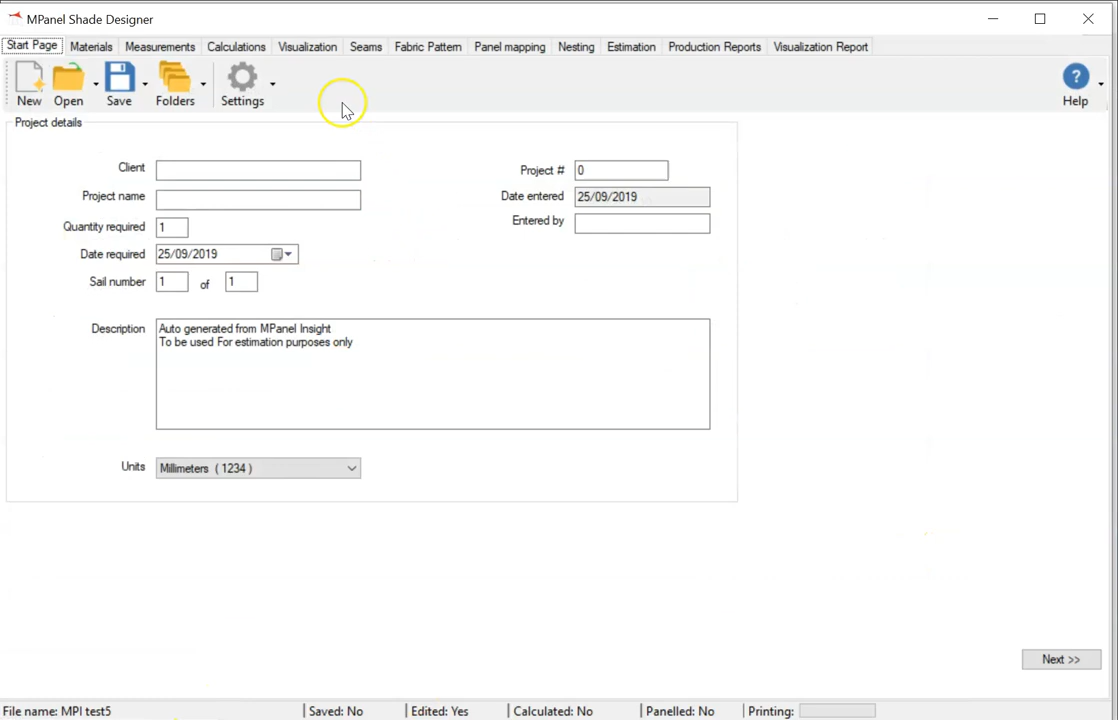 MPanel Shade Designer
Start Page Materials Measurements Calculations Visualization Seams Fabric Pattern Panel mapping Nesting Estimation Production Reports Visualization Report
New Open Save Folders Settings Help
Project details
Client Project # 0
Project name Date entered 25/09/2019
Quantity required 1 Entered by
Date required 25/09/2019
Sail number 1 of 1
Description Auto generated from MPanel Insight
To be used For estimation purposes only
Units Millimeters ( 1234 )
Next >>
File name: MPI test5 Saved: No Edited: Yes Calculated: No Panelled: No Printing: